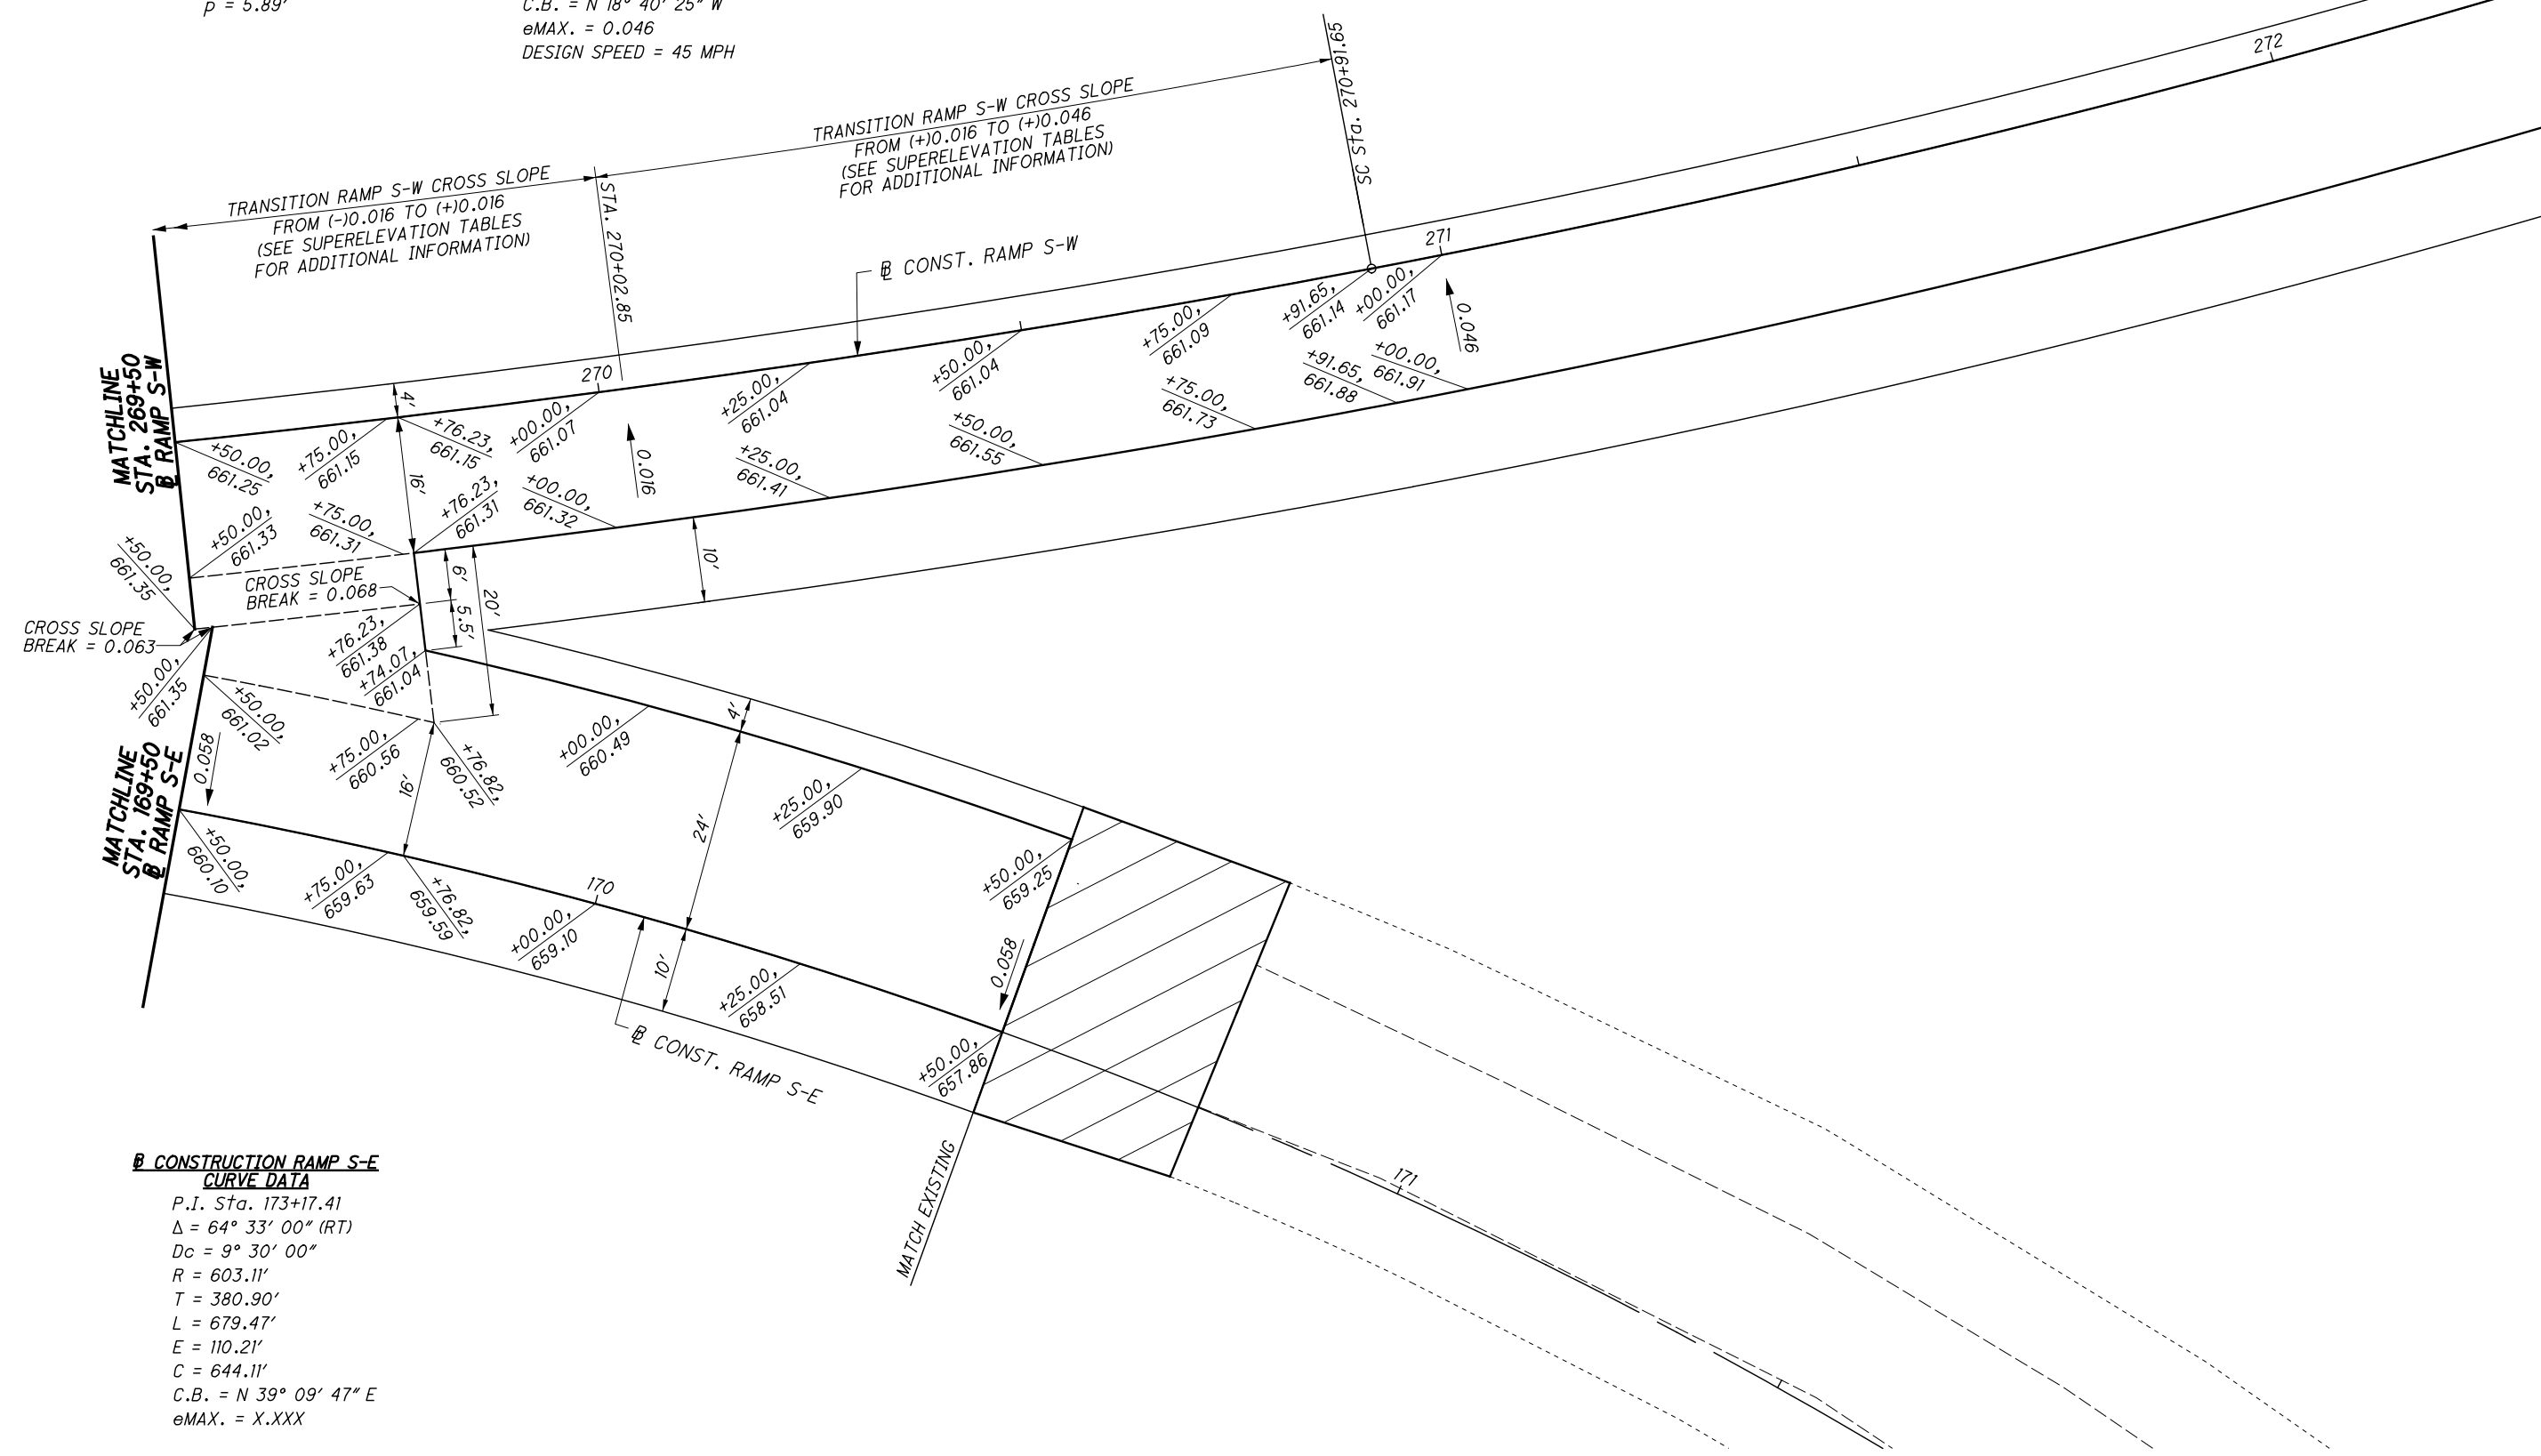 p = 5.89'
C.B. = N 18° 40' 25" W
eMAX. = 0.046
DESIGN SPEED = 45 MPH
TRANSITION RAMP S-W CROSS SLOPE
FROM (-)0.016 TO (+)0.016
(SEE SUPERELEVATION TABLES
FOR ADDITIONAL INFORMATION)
TRANSITION RAMP S-W CROSS SLOPE
FROM (+)0.016 TO (+)0.046
(SEE SUPERELEVATION TABLES
FOR ADDITIONAL INFORMATION)
STA. 270+02.85
SC STA. 270+91.65
272
271
270
℄ CONST. RAMP S-W
MATCHLINE
STA. 269+50
℄ RAMP S-W
4'
16'
+50.00,
661.25
+75.00,
661.15
+76.23,
661.15
+00.00,
661.07
0.016
+25.00,
661.04
+50.00,
661.04
+75.00,
661.09
+91.65,
661.14
+00.00,
661.17
0.046
+50.00,
661.35
+50.00,
661.33
+75.00,
661.31
+76.23,
661.31
+00.00,
661.32
+25.00,
661.41
+50.00,
661.55
+75.00,
661.73
+91.65,
661.88
+00.00,
661.91
10'
CROSS SLOPE
BREAK = 0.068
6'
5.5'
20'
CROSS SLOPE
BREAK = 0.063
+76.23,
661.38
+74.07,
661.04
+50.00,
661.35
+50.00,
661.02
0.058
+75.00,
660.56
16'
+76.82,
660.52
+00.00,
660.49
4'
24'
+25.00,
659.90
+50.00,
659.25
0.058
MATCHLINE
STA. 169+50
℄ RAMP S-E
+50.00,
660.10
+75.00,
659.63
+76.82,
659.59
170
+00.00,
659.10
10'
+25.00,
658.51
+50.00,
657.86
℄ CONST. RAMP S-E
MATCH EXISTING
171
℄ CONSTRUCTION RAMP S-E
CURVE DATA
P.I. Sta. 173+17.41
Δ = 64° 33' 00" (RT)
Dc = 9° 30' 00"
R = 603.11'
T = 380.90'
L = 679.47'
E = 110.21'
C = 644.11'
C.B. = N 39° 09' 47" E
eMAX. = X.XXX